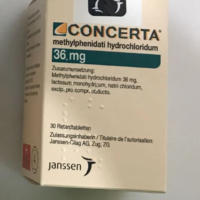 CONCERTA®
methylphenidati hydrochloridum
36 mg
Zusammensetzung:
Methylphenidati hydrochloridum 36 mg,
lactosum monohydricum, natrii chloridum,
excip. pro compr. obducto.
30 Retardtabletten
Zulassungsinhaberin / Titulaire de l'autorisation:
Janssen-Cilag AG, Zug, ZG
janssen